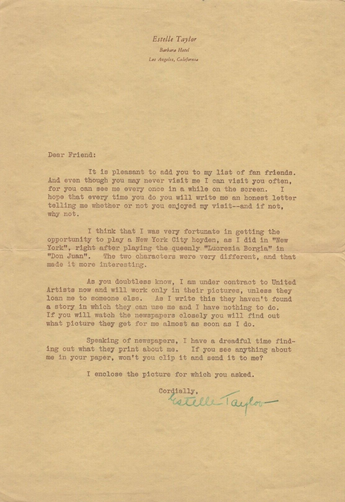 Estelle Taylor
Barbara Hotel
Los Angeles, California
Dear Friend:
It is pleasant to add you to my list of fan friends.
And even though you may never visit me I can visit you often,
for you can see me every once in a while on the screen. I
hope that every time you do you will write me an honest letter
telling me whether or not you enjoyed my visit--and if not,
why not.
I think that I was very fortunate in getting the
opportunity to play a New York City hoyden, as I did in "New
York", right after playing the queenly "Lucrezia Borgia" in
"Don Juan". The two characters were very different, and that
made it more interesting.
As you doubtless know, I am under contract to United
Artists now and will work only in their pictures, unless they
loan me to someone else. As I write this they haven't found
a story in which they can use me and I have nothing to do.
If you will watch the newspapers closely you will find out
what picture they get for me almost as soon as I do.
Speaking of newspapers, I have a dreadful time find-
ing out what they print about me. If you see anything about
me in your paper, won't you clip it and send it to me?
I enclose the picture for which you asked.
Cordially,
Estelle Taylor